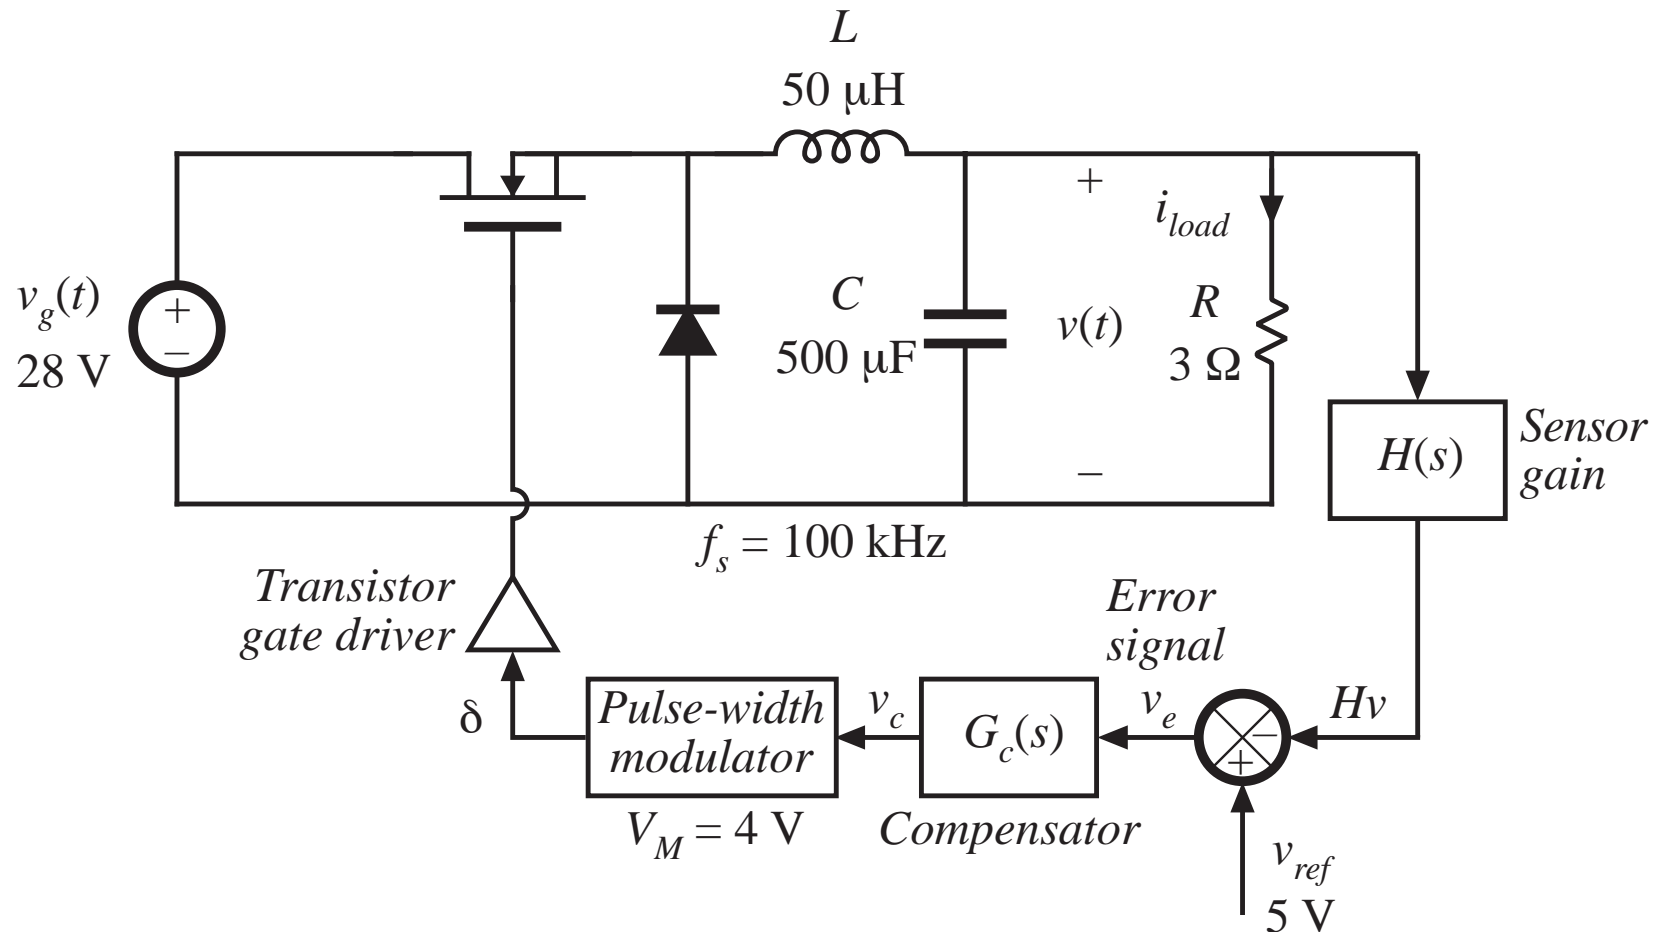 L
50 μH
+
i_load
v_g(t)
28 V
+
–
C
500 μF
v(t)
R
3 Ω
–
H(s)
Sensor
gain
f_s = 100 kHz
Transistor
gate driver
Error
signal
δ
Pulse-width
modulator
v_c
G_c(s)
v_e
–
+
Hv
V_M = 4 V
Compensator
v_ref
5 V